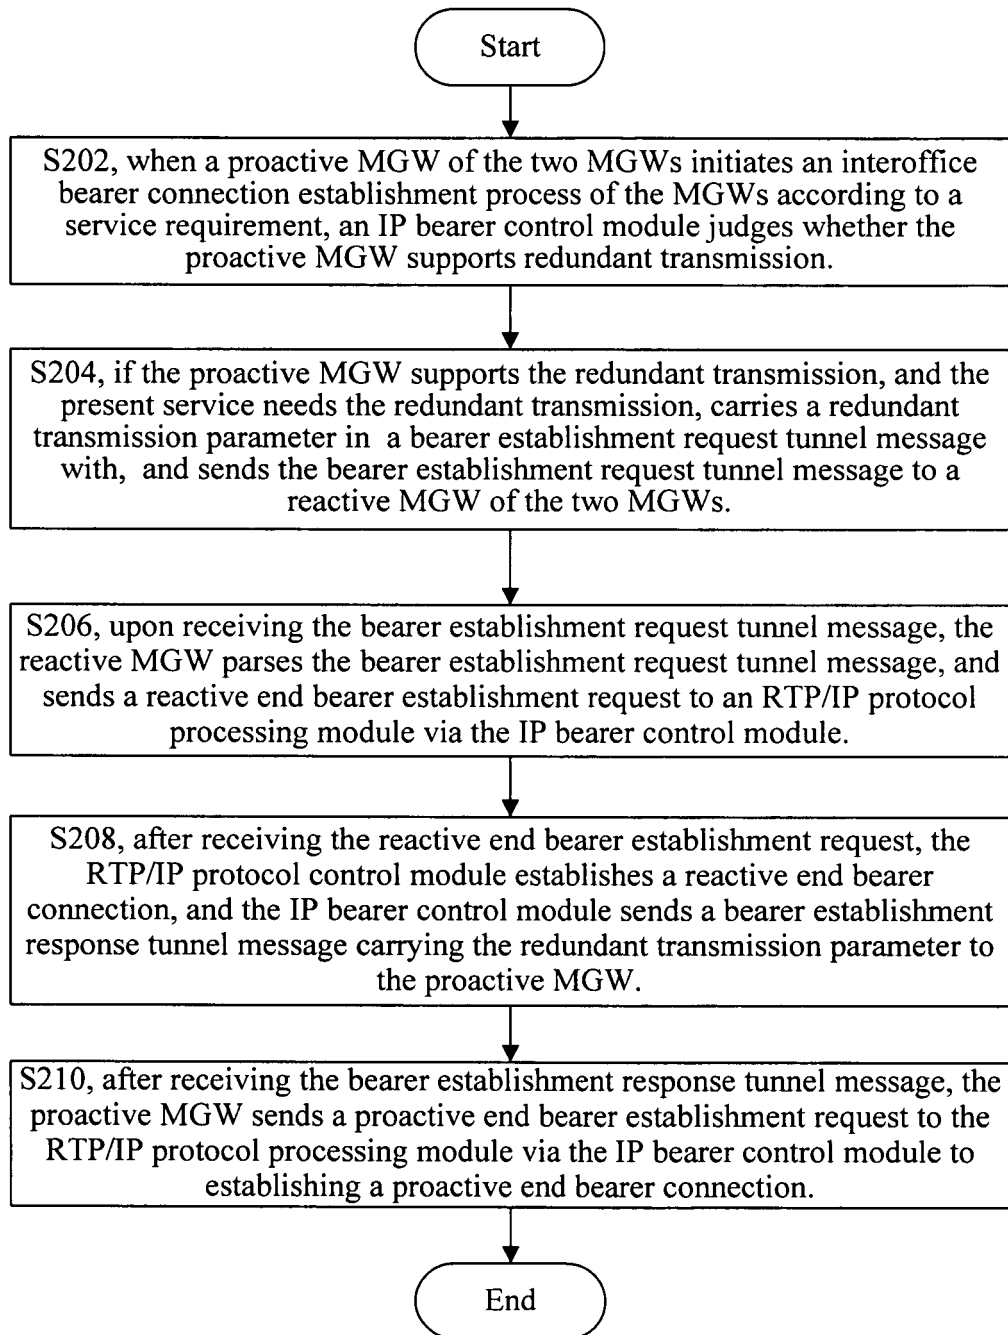 Start
S202, when a proactive MGW of the two MGWs initiates an interoffice
bearer connection establishment process of the MGWs according to a
service requirement, an IP bearer control module judges whether the
proactive MGW supports redundant transmission.
S204, if the proactive MGW supports the redundant transmission, and the
present service needs the redundant transmission, carries a redundant
transmission parameter in a bearer establishment request tunnel message
with, and sends the bearer establishment request tunnel message to a
reactive MGW of the two MGWs.
S206, upon receiving the bearer establishment request tunnel message, the
reactive MGW parses the bearer establishment request tunnel message, and
sends a reactive end bearer establishment request to an RTP/IP protocol
processing module via the IP bearer control module.
S208, after receiving the reactive end bearer establishment request, the
RTP/IP protocol control module establishes a reactive end bearer
connection, and the IP bearer control module sends a bearer establishment
response tunnel message carrying the redundant transmission parameter to
the proactive MGW.
S210, after receiving the bearer establishment response tunnel message, the
proactive MGW sends a proactive end bearer establishment request to the
RTP/IP protocol processing module via the IP bearer control module to
establishing a proactive end bearer connection.
End